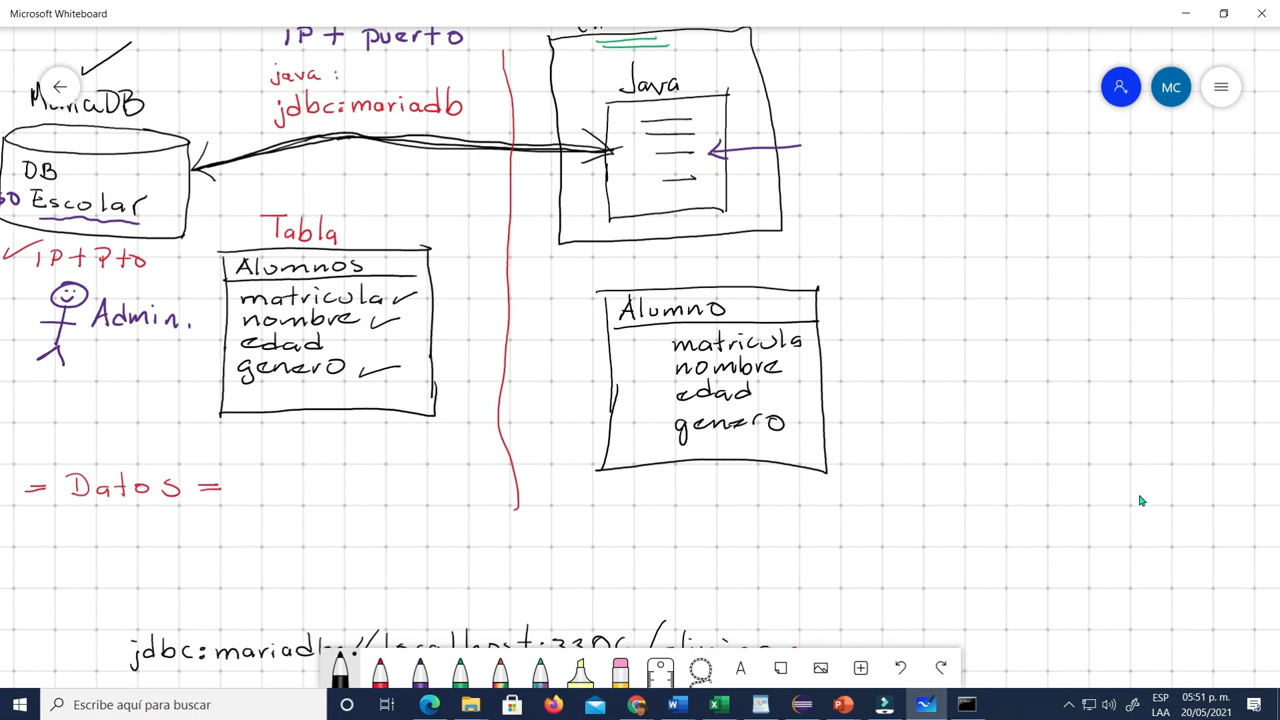 Microsoft Whiteboard
IP + puerto
java :
jdbc:mariadb
MariaDB
DB
Escolar
IP + Pto
Admin.
Java
Tabla
Alumnos
matricula
nombre
edad
genero
Alumno
matricula
nombre
edad
genero
= Datos =
jdbc:mariadb://localhost:3306/
MC
A
Escribe aquí para buscar
ESP
LAA
05:51 p. m.
20/05/2021